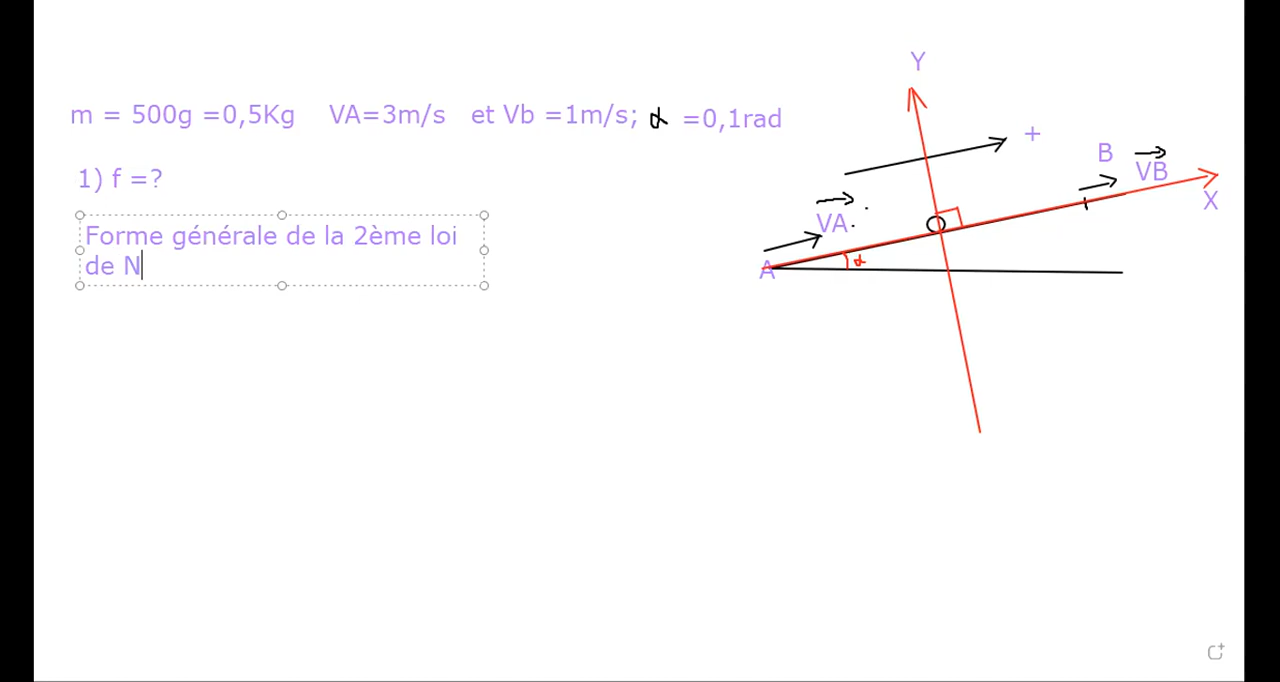 Y
m = 500g =0,5Kg VA=3m/s et Vb =1m/s; α =0,1rad
+
B VB
1) f =?
X
VA
Forme générale de la 2ème loi
de N
A α